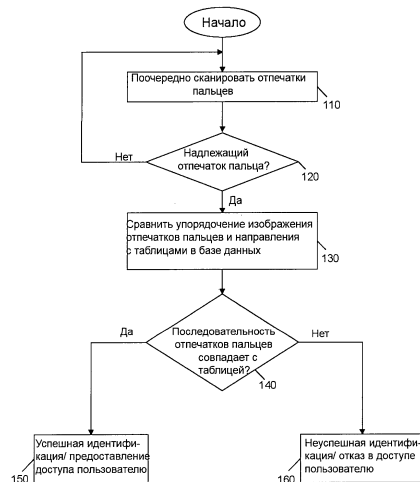 Начало
Поочередно сканировать отпечатки
пальцев
110
Надлежащий
отпечаток пальца?
120
Нет
Да
Сравнить упорядочение изображения
отпечатков пальцев и направления
с таблицами в базе данных
130
Последовательность
отпечатков пальцев
совпадает с
таблицей?
140
Да
Нет
Успешная идентифи-
кация/ предоставление
доступа пользователю
150
Неуспешная идентифи-
кация/ отказ в доступе
пользователю
160